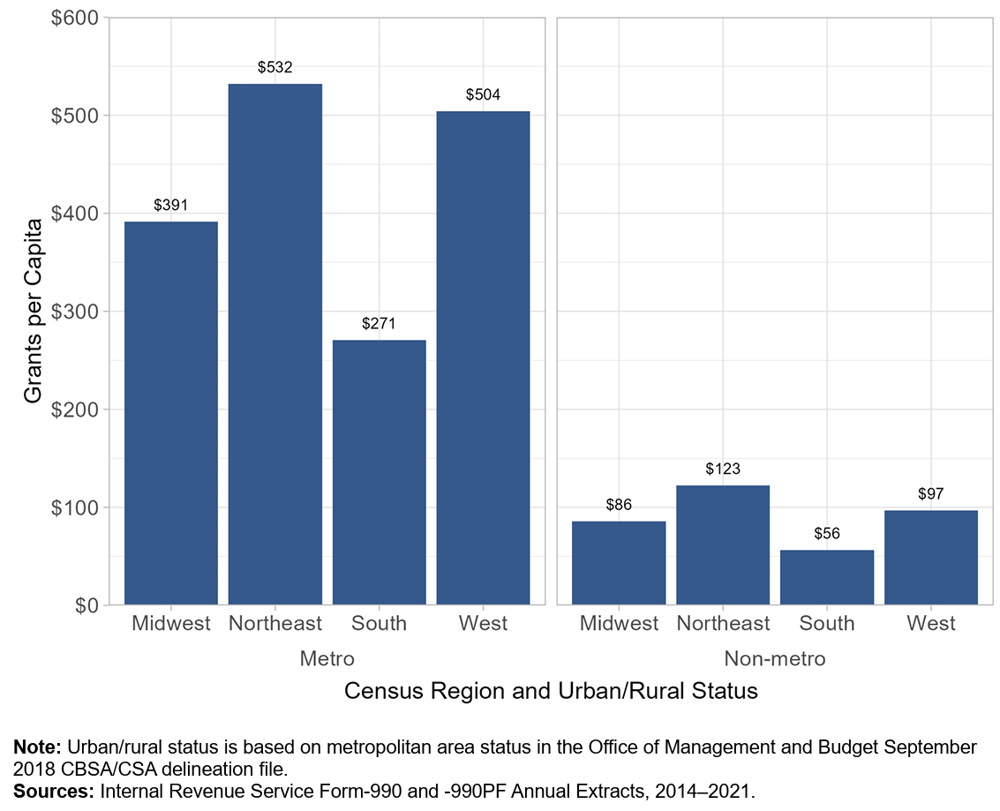 Grants per Capita
$600
$500
$400
$300
$200
$100
$0
$391
$532
$271
$504
$86
$123
$56
$97
Midwest Northeast South West
Midwest Northeast South West
Metro
Non-metro
Census Region and Urban/Rural Status
Note: Urban/rural status is based on metropolitan area status in the Office of Management and Budget September
2018 CBSA/CSA delineation file.
Sources: Internal Revenue Service Form-990 and -990PF Annual Extracts, 2014–2021.